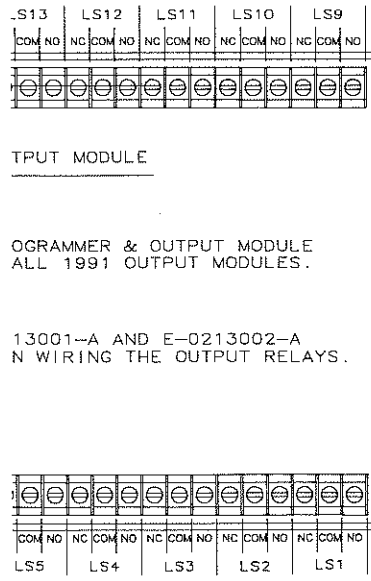 .S13 LS12 LS11 LS10 LS9
COM NO NC COM NO NC COM NO NC COM NO NC COM NO
TPUT MODULE
OGRAMMER & OUTPUT MODULE
ALL 1991 OUTPUT MODULES.
13001-A AND E-0213002-A
N WIRING THE OUTPUT RELAYS.
COM NO NC COM NO NC COM NO NC COM NO NC COM NO
LS5 LS4 LS3 LS2 LS1